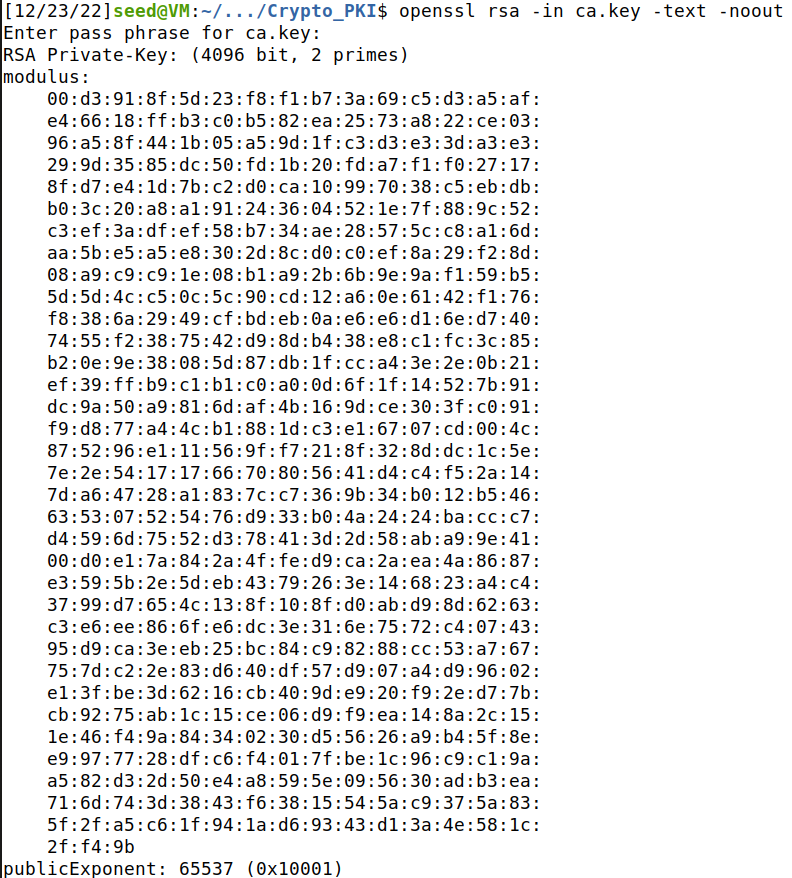 [12/23/22]seed@VM:~/.../Crypto_PKI$ openssl rsa -in ca.key -text -noout
Enter pass phrase for ca.key:
RSA Private-Key: (4096 bit, 2 primes)
modulus:
    00:d3:91:8f:5d:23:f8:f1:b7:3a:69:c5:d3:a5:af:
    e4:66:18:ff:b3:c0:b5:82:ea:25:73:a8:22:ce:03:
    96:a5:8f:44:1b:05:a5:9d:1f:c3:d3:e3:3d:a3:e3:
    29:9d:35:85:dc:50:fd:1b:20:fd:a7:f1:f0:27:17:
    8f:d7:e4:1d:7b:c2:d0:ca:10:99:70:38:c5:eb:db:
    b0:3c:20:a8:a1:91:24:36:04:52:1e:7f:88:9c:52:
    c3:ef:3a:df:ef:58:b7:34:ae:28:57:5c:c8:a1:6d:
    aa:5b:e5:a5:e8:30:2d:8c:d0:c0:ef:8a:29:f2:8d:
    08:a9:c9:c9:1e:08:b1:a9:2b:6b:9e:9a:f1:59:b5:
    5d:5d:4c:c5:0c:5c:90:cd:12:a6:0e:61:42:f1:76:
    f8:38:6a:29:49:cf:bd:eb:0a:e6:e6:d1:6e:d7:40:
    74:55:f2:38:75:42:d9:8d:b4:38:e8:c1:fc:3c:85:
    b2:0e:9e:38:08:5d:87:db:1f:cc:a4:3e:2e:0b:21:
    ef:39:ff:b9:c1:b1:c0:a0:0d:6f:1f:14:52:7b:91:
    dc:9a:50:a9:81:6d:af:4b:16:9d:ce:30:3f:c0:91:
    f9:d8:77:a4:4c:b1:88:1d:c3:e1:67:07:cd:00:4c:
    87:52:96:e1:11:56:9f:f7:21:8f:32:8d:dc:1c:5e:
    7e:2e:54:17:17:66:70:80:56:41:d4:c4:f5:2a:14:
    7d:a6:47:28:a1:83:7c:c7:36:9b:34:b0:12:b5:46:
    63:53:07:52:54:76:d9:33:b0:4a:24:24:ba:cc:c7:
    d4:59:6d:75:52:d3:78:41:3d:2d:58:ab:a9:9e:41:
    00:d0:e1:7a:84:2a:4f:fe:d9:ca:2a:ea:4a:86:87:
    e3:59:5b:2e:5d:eb:43:79:26:3e:14:68:23:a4:c4:
    37:99:d7:65:4c:13:8f:10:8f:d0:ab:d9:8d:62:63:
    c3:e6:ee:86:6f:e6:dc:3e:31:6e:75:72:c4:07:43:
    95:d9:ca:3e:eb:25:bc:84:c9:82:88:cc:53:a7:67:
    75:7d:c2:2e:83:d6:40:df:57:d9:07:a4:d9:96:02:
    e1:3f:be:3d:62:16:cb:40:9d:e9:20:f9:2e:d7:7b:
    cb:92:75:ab:1c:15:ce:06:d9:f9:ea:14:8a:2c:15:
    1e:46:f4:9a:84:34:02:30:d5:56:26:a9:b4:5f:8e:
    e9:97:77:28:df:c6:f4:01:7f:be:1c:96:c9:c1:9a:
    a5:82:d3:2d:50:e4:a8:59:5e:09:56:30:ad:b3:ea:
    71:6d:74:3d:38:43:f6:38:15:54:5a:c9:37:5a:83:
    5f:2f:a5:c6:1f:94:1a:d6:93:43:d1:3a:4e:58:1c:
    2f:f4:9b
publicExponent: 65537 (0x10001)